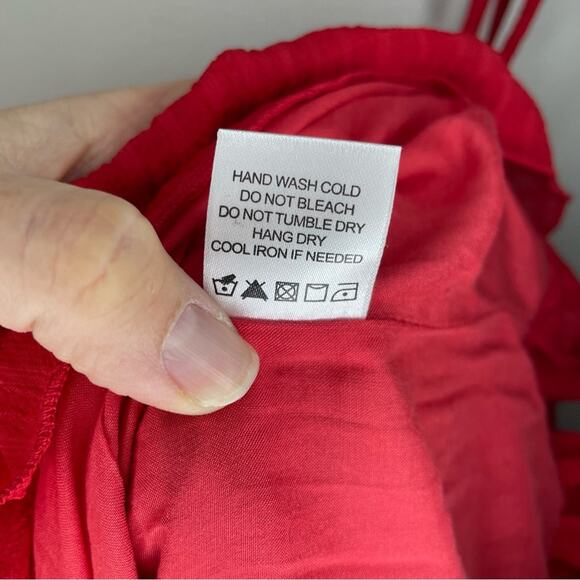 HAND WASH COLD
DO NOT BLEACH
DO NOT TUMBLE DRY
HANG DRY
COOL IRON IF NEEDED